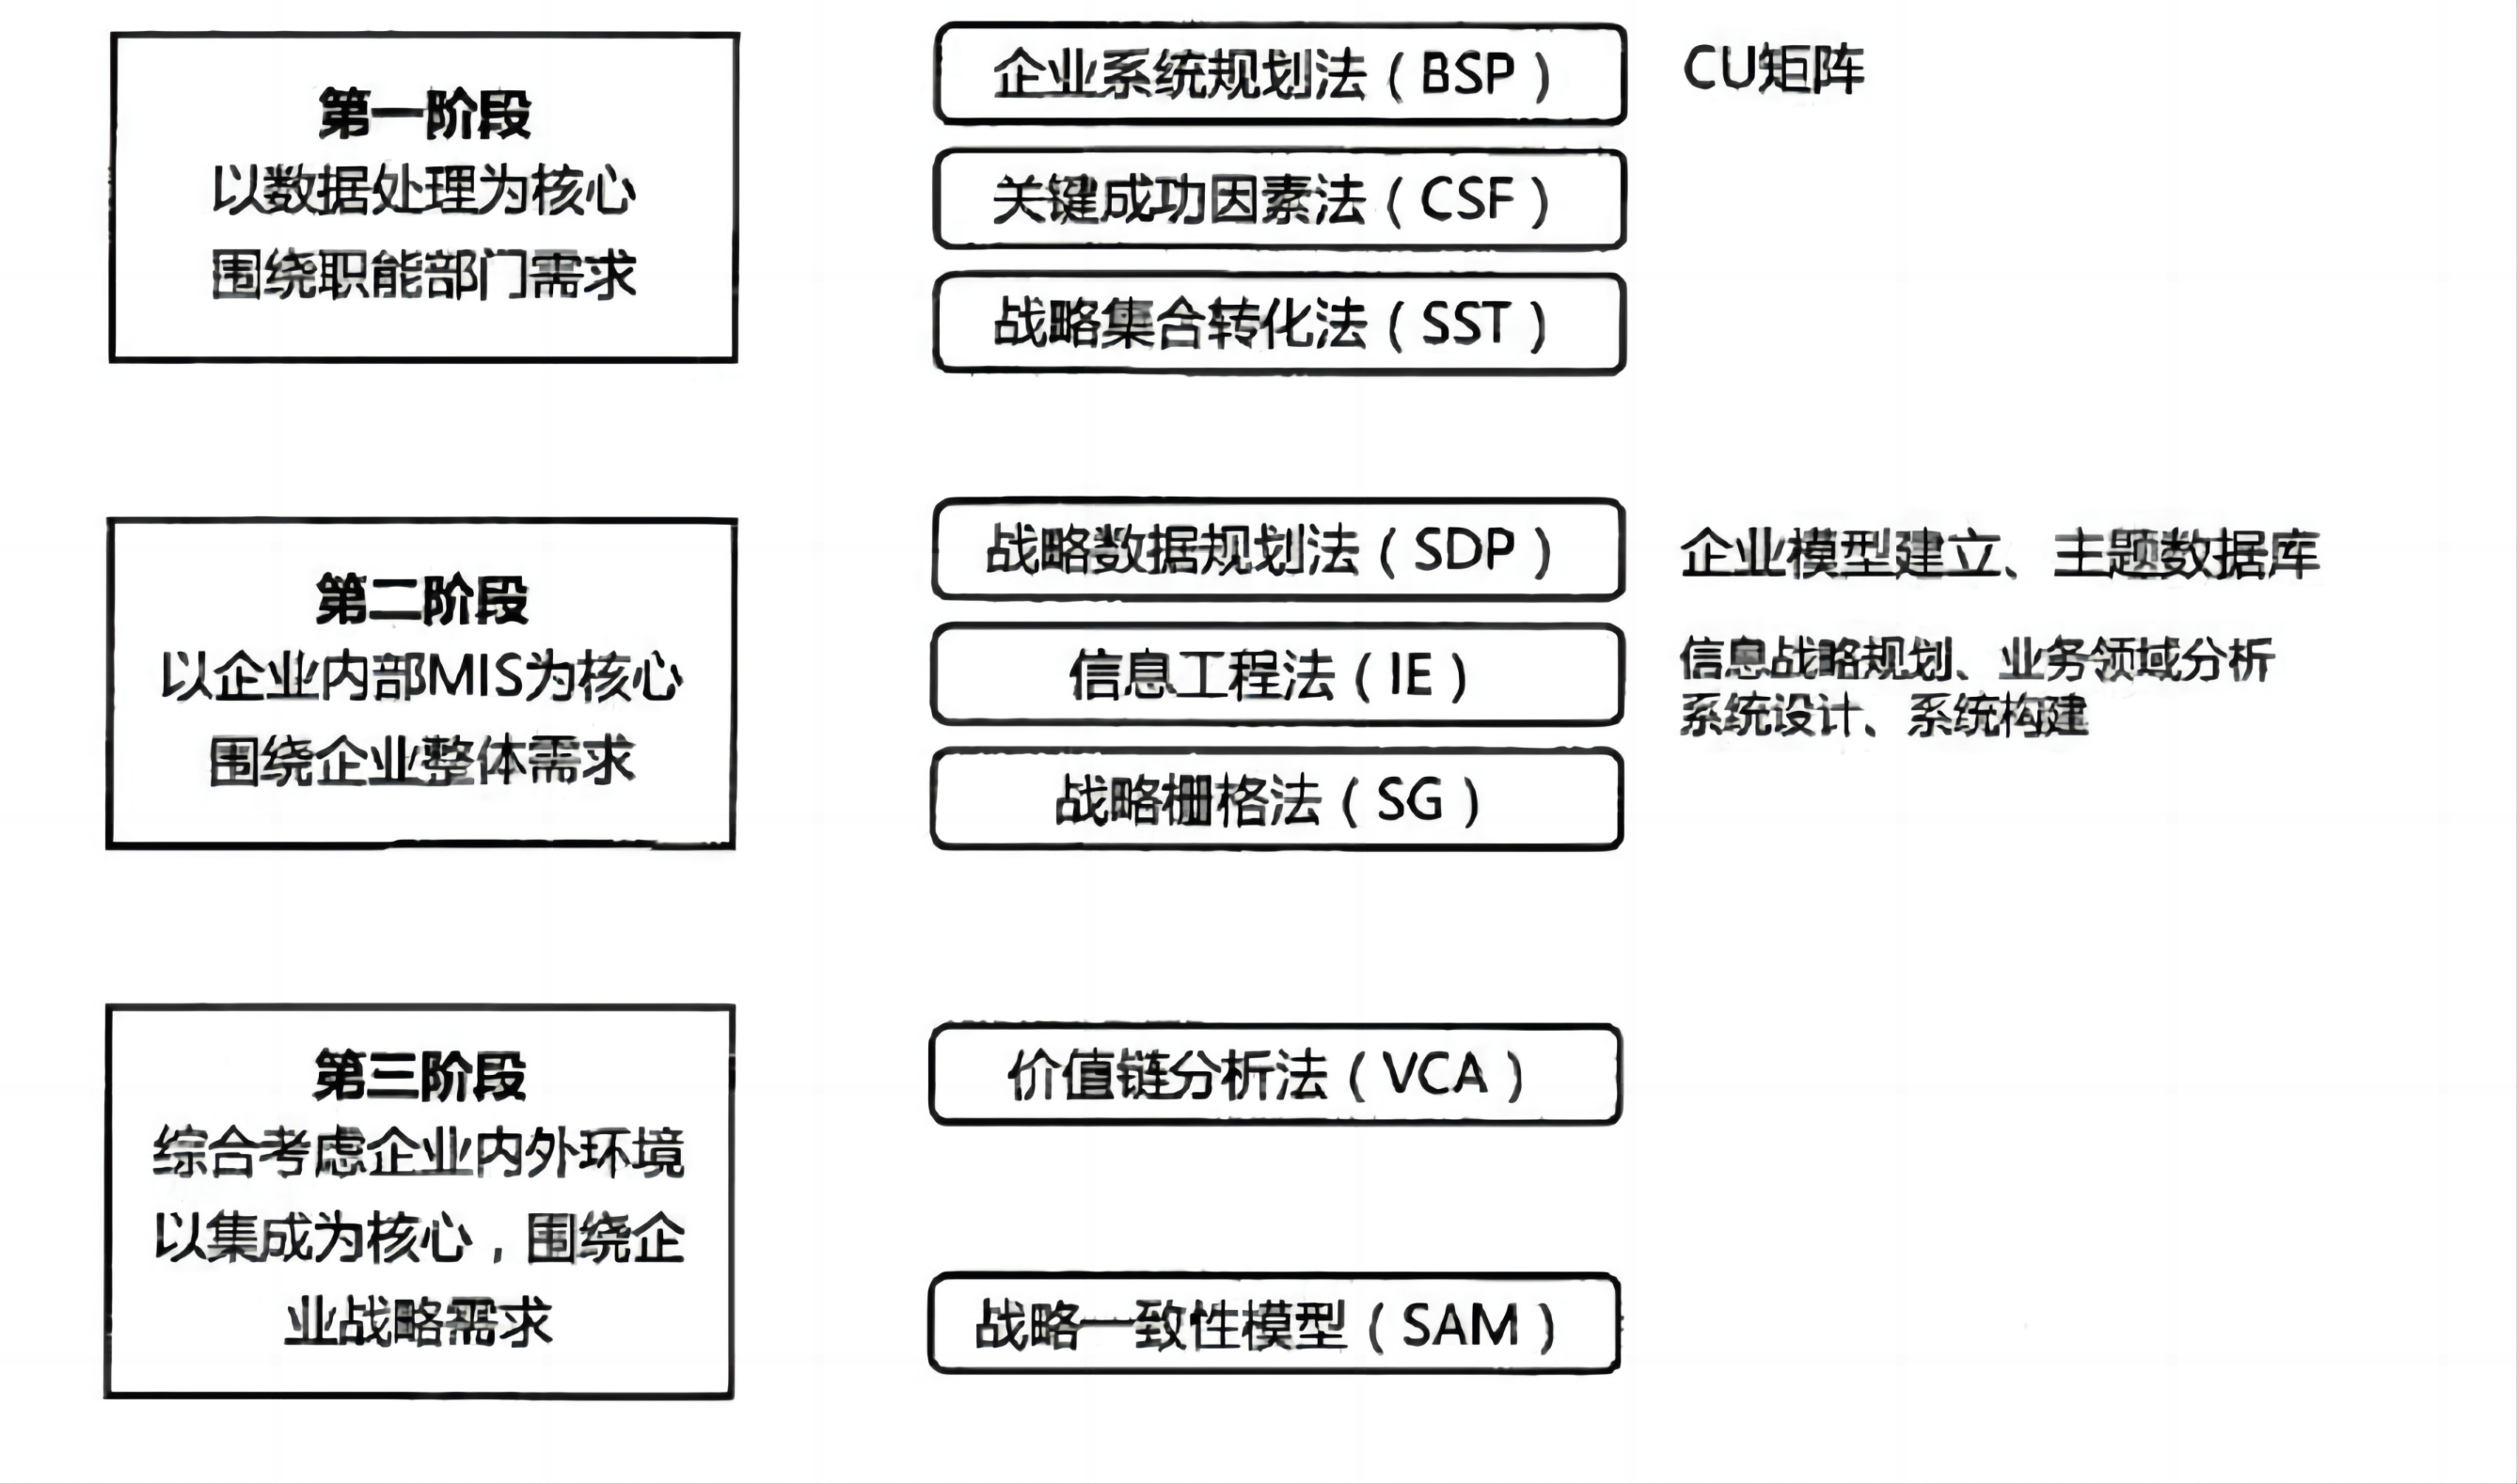 第一阶段
以数据处理为核心
围绕职能部门需求
企业系统规划法（BSP）
CU矩阵
关键成功因素法（CSF）
战略集合转化法（SST）
第二阶段
以企业内部MIS为核心
围绕企业整体需求
战略数据规划法（SDP）
企业模型建立、主题数据库
信息工程法（IE）
信息战略规划、业务领域分析
系统设计、系统构建
战略栅格法（SG）
第三阶段
综合考虑企业内外环境
以集成为核心，围绕企
业战略需求
价值链分析法（VCA）
战略一致性模型（SAM）